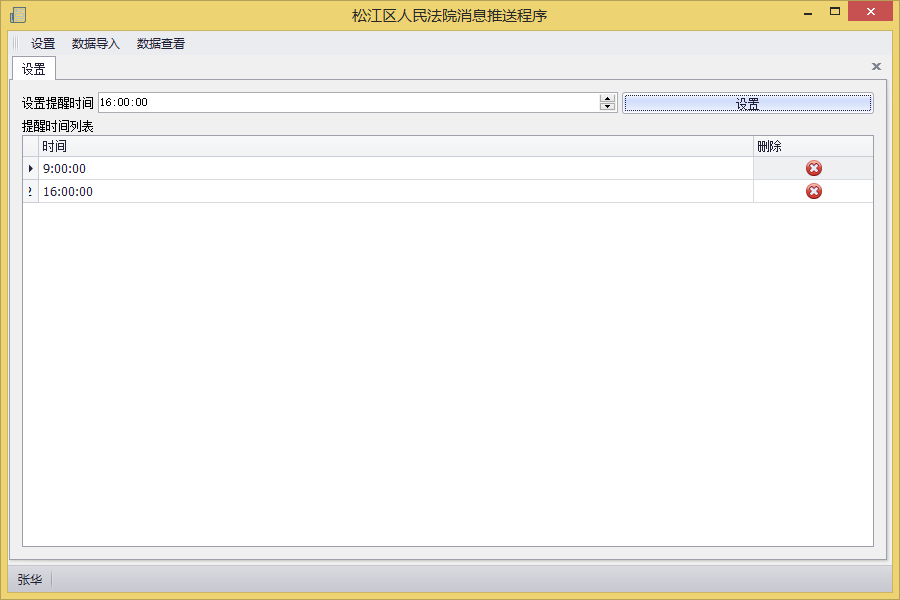 松江区人民法院消息推送程序
设置 数据导入 数据查看
设置
设置提醒时间 16:00:00 设置
提醒时间列表
时间 删除
9:00:00
2 16:00:00
张华